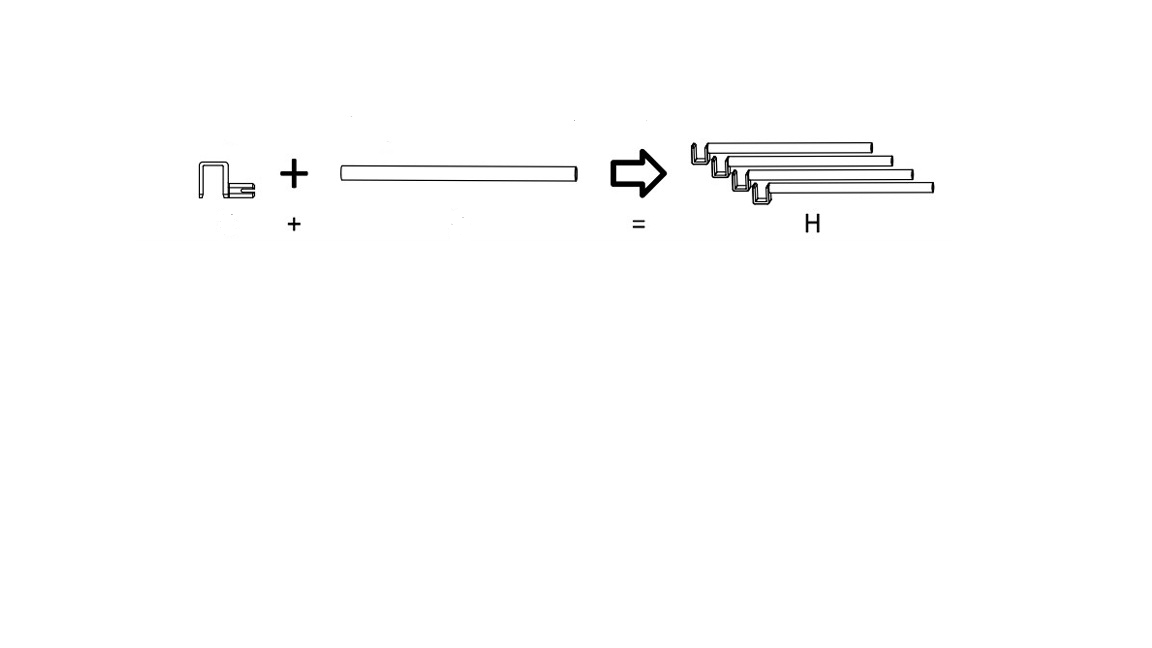 + = H